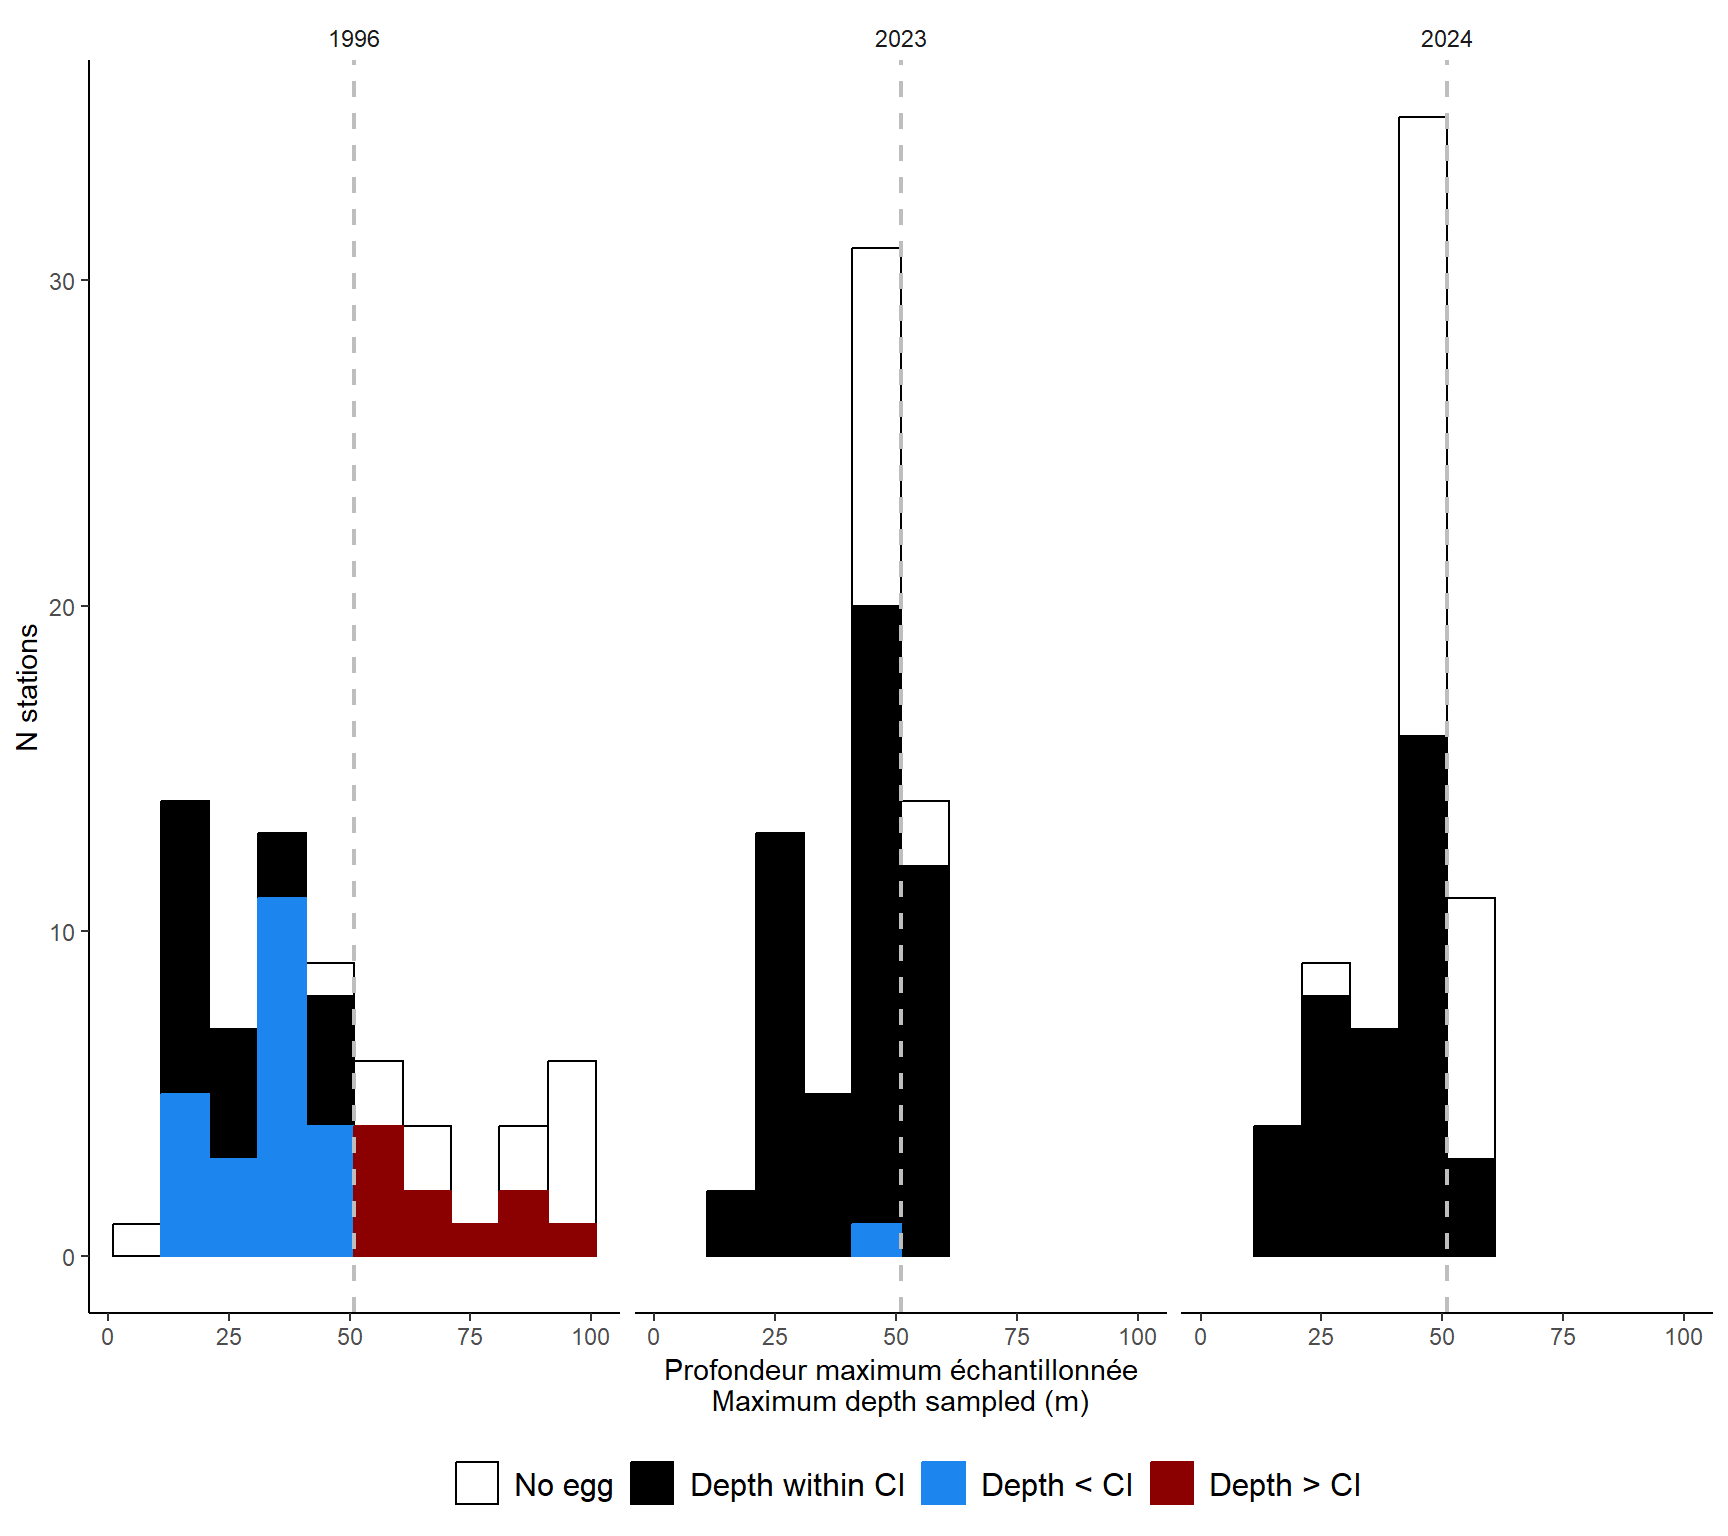 1996 2023 2024
30
20
10
0
N stations
0 25 50 75 100 0 25 50 75 100 0 25 50 75 100
Profondeur maximum échantillonnée
Maximum depth sampled (m)
No egg Depth within CI Depth < CI Depth > CI